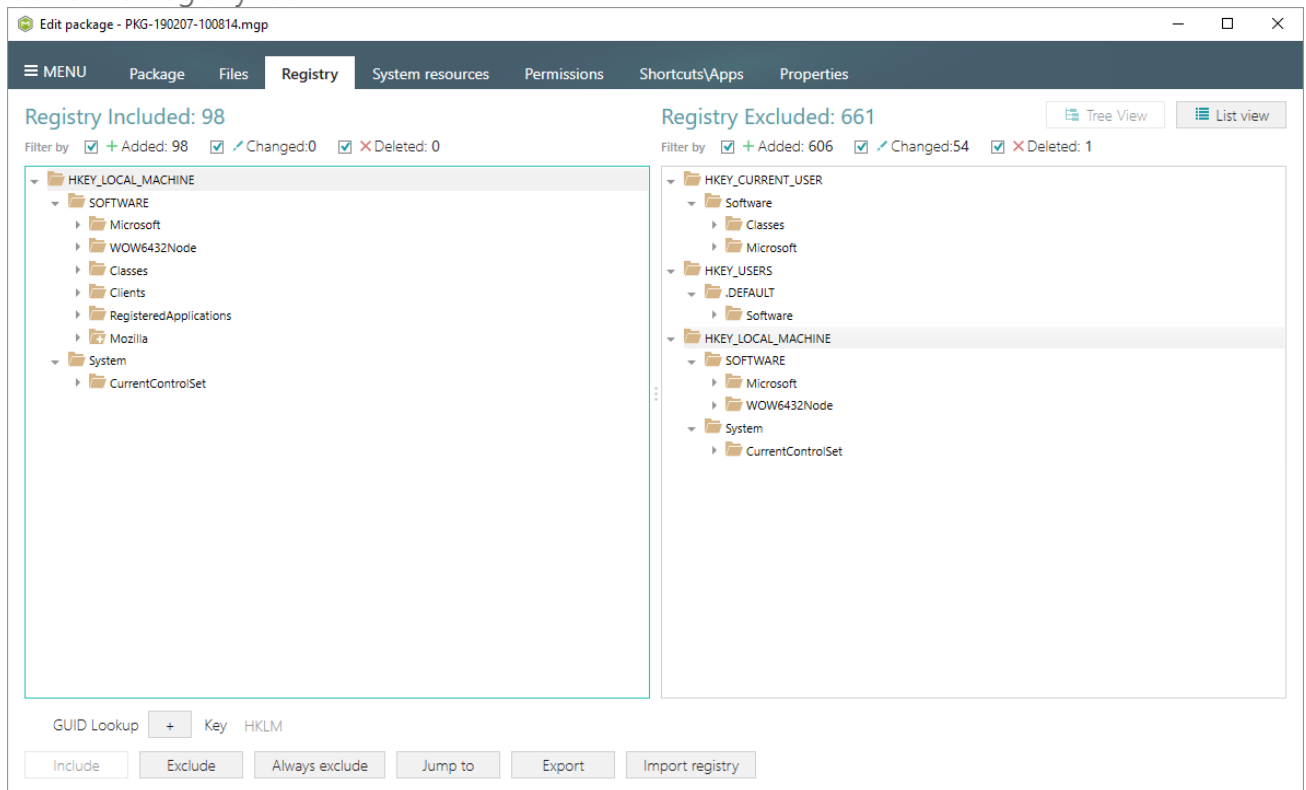 Edit package - PKG-190207-100814.mgp
MENU Package Files Registry System resources Permissions Shortcuts\Apps Properties
Registry Included: 98
Filter by + Added: 98 Changed:0 Deleted: 0
HKEY_LOCAL_MACHINE
SOFTWARE
Microsoft
WOW6432Node
Classes
Clients
RegisteredApplications
Mozilla
System
CurrentControlSet
Registry Excluded: 661
Tree View List view
Filter by + Added: 606 Changed:54 Deleted: 1
HKEY_CURRENT_USER
Software
Classes
Microsoft
HKEY_USERS
.DEFAULT
Software
HKEY_LOCAL_MACHINE
SOFTWARE
Microsoft
WOW6432Node
System
CurrentControlSet
GUID Lookup + Key HKLM
Include Exclude Always exclude Jump to Export Import registry